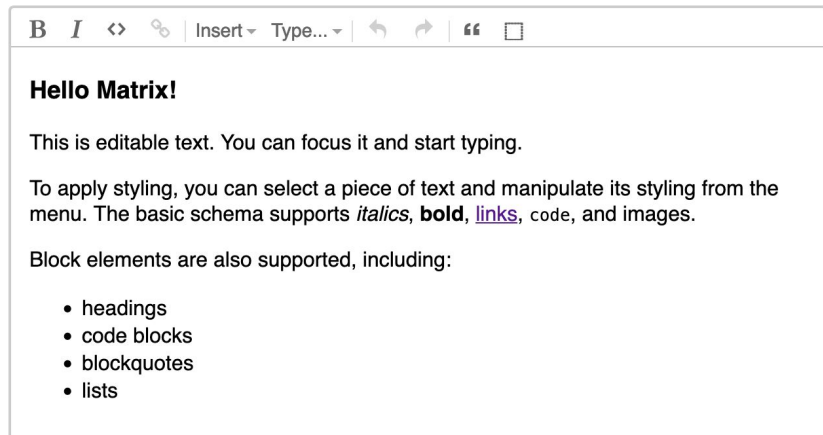 B I <> Insert Type... “
Hello Matrix!
This is editable text. You can focus it and start typing.
To apply styling, you can select a piece of text and manipulate its styling from the
menu. The basic schema supports italics, bold, links, code, and images.
Block elements are also supported, including:
• headings
• code blocks
• blockquotes
• lists